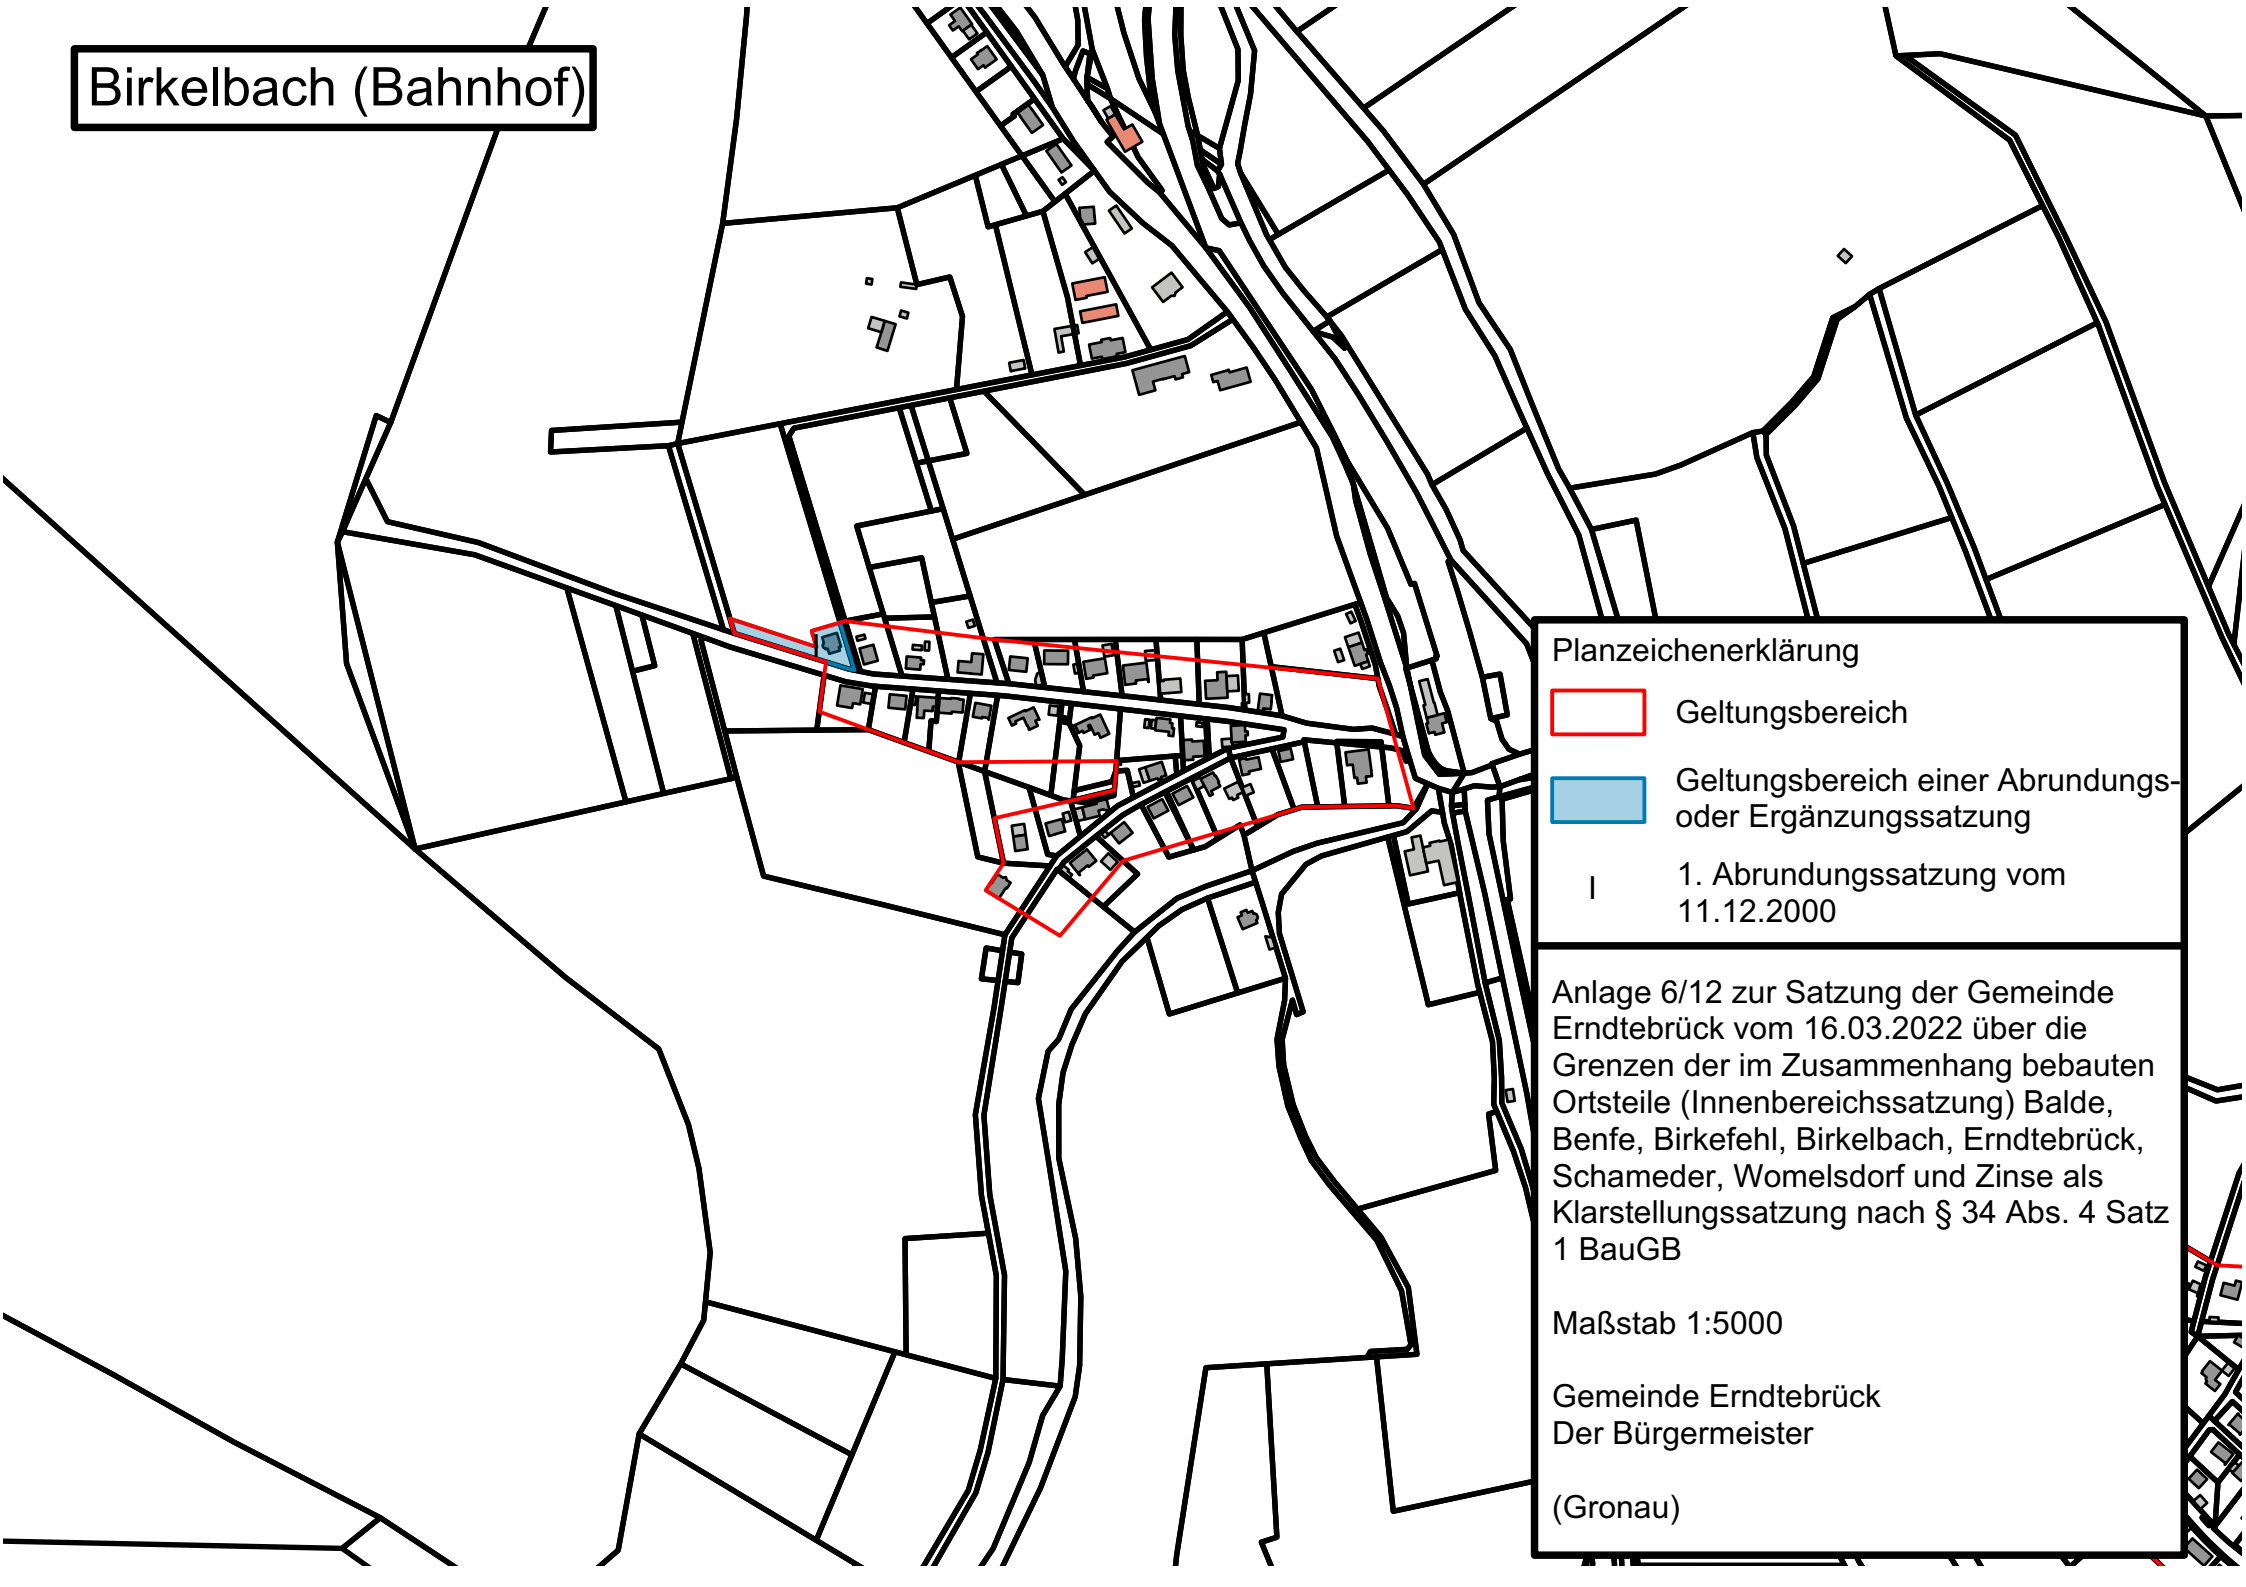 Birkelbach (Bahnhof)
Planzeichenerklärung
Geltungsbereich
Geltungsbereich einer Abrundungs-
oder Ergänzungssatzung
I 1. Abrundungssatzung vom
11.12.2000
Anlage 6/12 zur Satzung der Gemeinde
Erndtebrück vom 16.03.2022 über die
Grenzen der im Zusammenhang bebauten
Ortsteile (Innenbereichssatzung) Balde,
Benfe, Birkefehl, Birkelbach, Erndtebrück,
Schameder, Womelsdorf und Zinse als
Klarstellungssatzung nach § 34 Abs. 4 Satz
1 BauGB
Maßstab 1:5000
Gemeinde Erndtebrück
Der Bürgermeister
(Gronau)